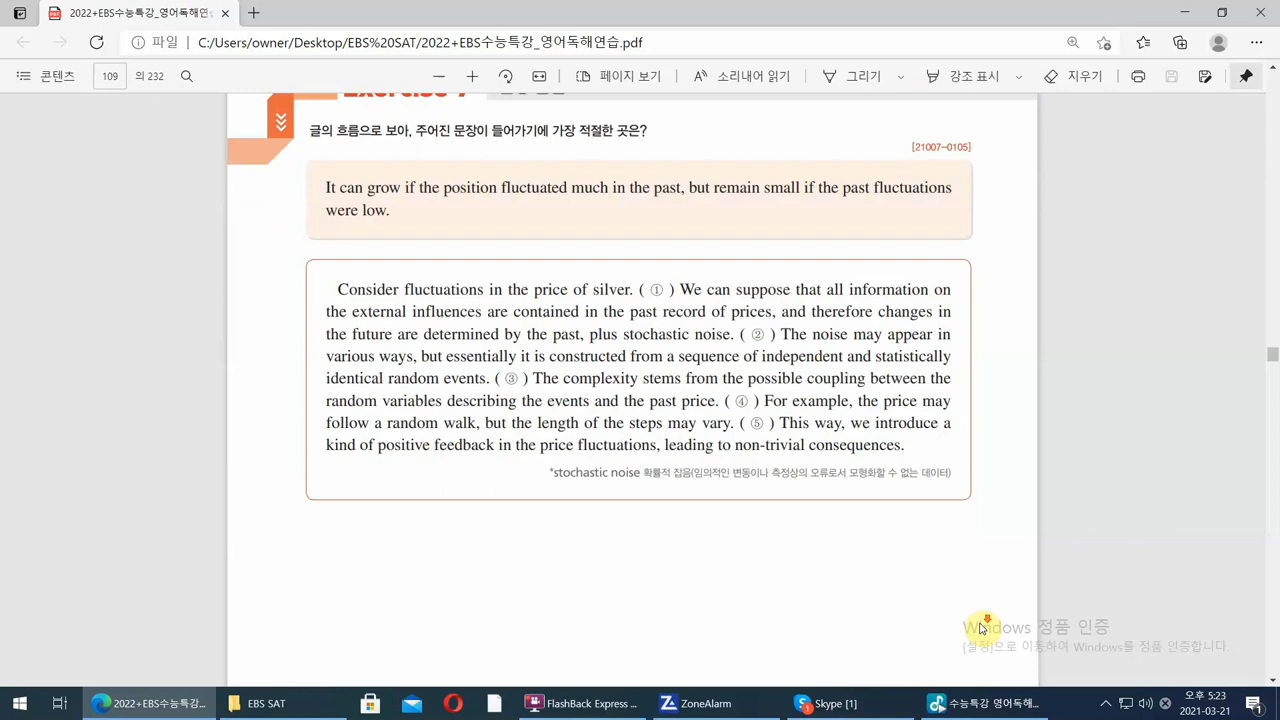 2022+EBS수능특강_영어독해연습
파일
C:/Users/owner/Desktop/EBS%20SAT/2022+EBS수능특강_영어독해연습.pdf
콘텐츠
109
의 232
페이지 보기
소리내어 읽기
그리기
강조 표시
지우기
글의 흐름으로 보아, 주어진 문장이 들어가기에 가장 적절한 곳은?
[21007-0105]
It can grow if the position fluctuated much in the past, but remain small if the past fluctuations
were low.
Consider fluctuations in the price of silver. ( ① ) We can suppose that all information on
the external influences are contained in the past record of prices, and therefore changes in
the future are determined by the past, plus stochastic noise. ( ② ) The noise may appear in
various ways, but essentially it is constructed from a sequence of independent and statistically
identical random events. ( ③ ) The complexity stems from the possible coupling between the
random variables describing the events and the past price. ( ④ ) For example, the price may
follow a random walk, but the length of the steps may vary. ( ⑤ ) This way, we introduce a
kind of positive feedback in the price fluctuations, leading to non-trivial consequences.
*stochastic noise 확률적 잡음(임의적인 변동이나 측정상의 오류로서 모형화할 수 없는 데이터)
Windows 정품 인증
[설정]으로 이동하여 Windows를 정품 인증합니다.
2022+EBS수능특강_영어독...
EBS SAT
FlashBack Express ...
ZoneAlarm
Skype [1]
수능특강 영어독해...
오후 5:23
2021-03-21